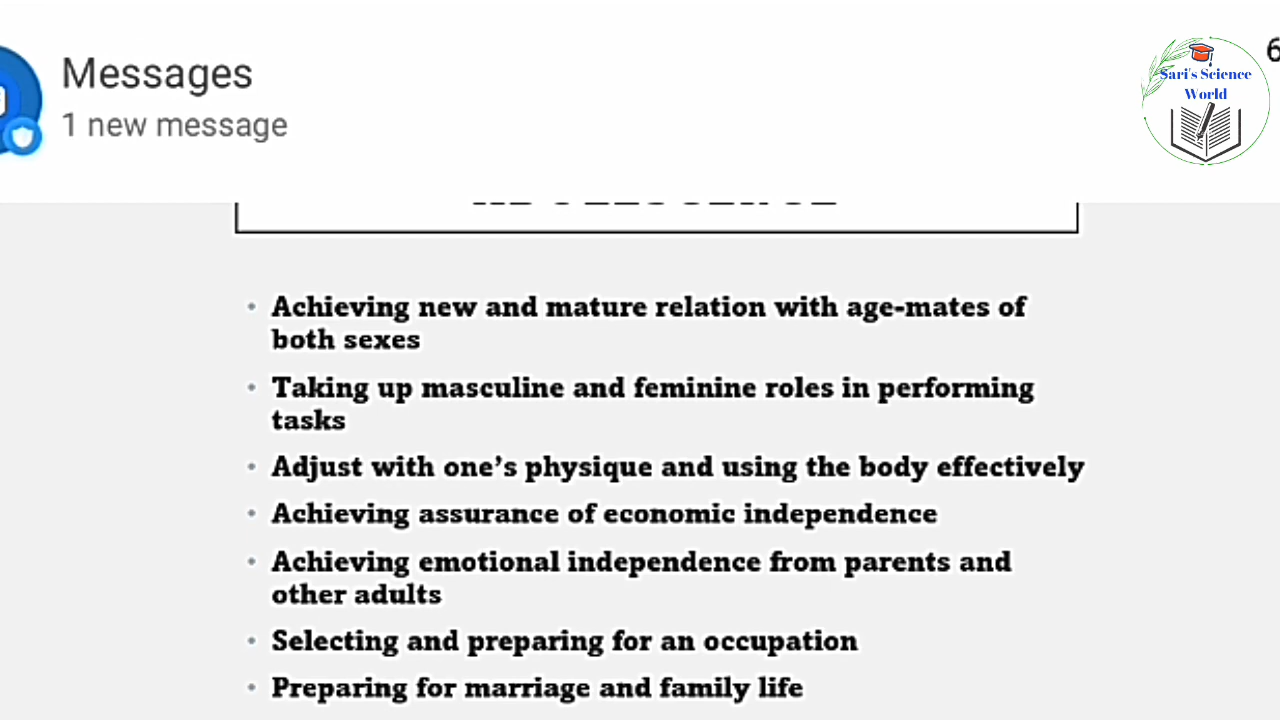 Messages
1 new message
Sari's Science
World
6
• Achieving new and mature relation with age-mates of
both sexes
• Taking up masculine and feminine roles in performing
tasks
• Adjust with one’s physique and using the body effectively
• Achieving assurance of economic independence
• Achieving emotional independence from parents and
other adults
• Selecting and preparing for an occupation
• Preparing for marriage and family life